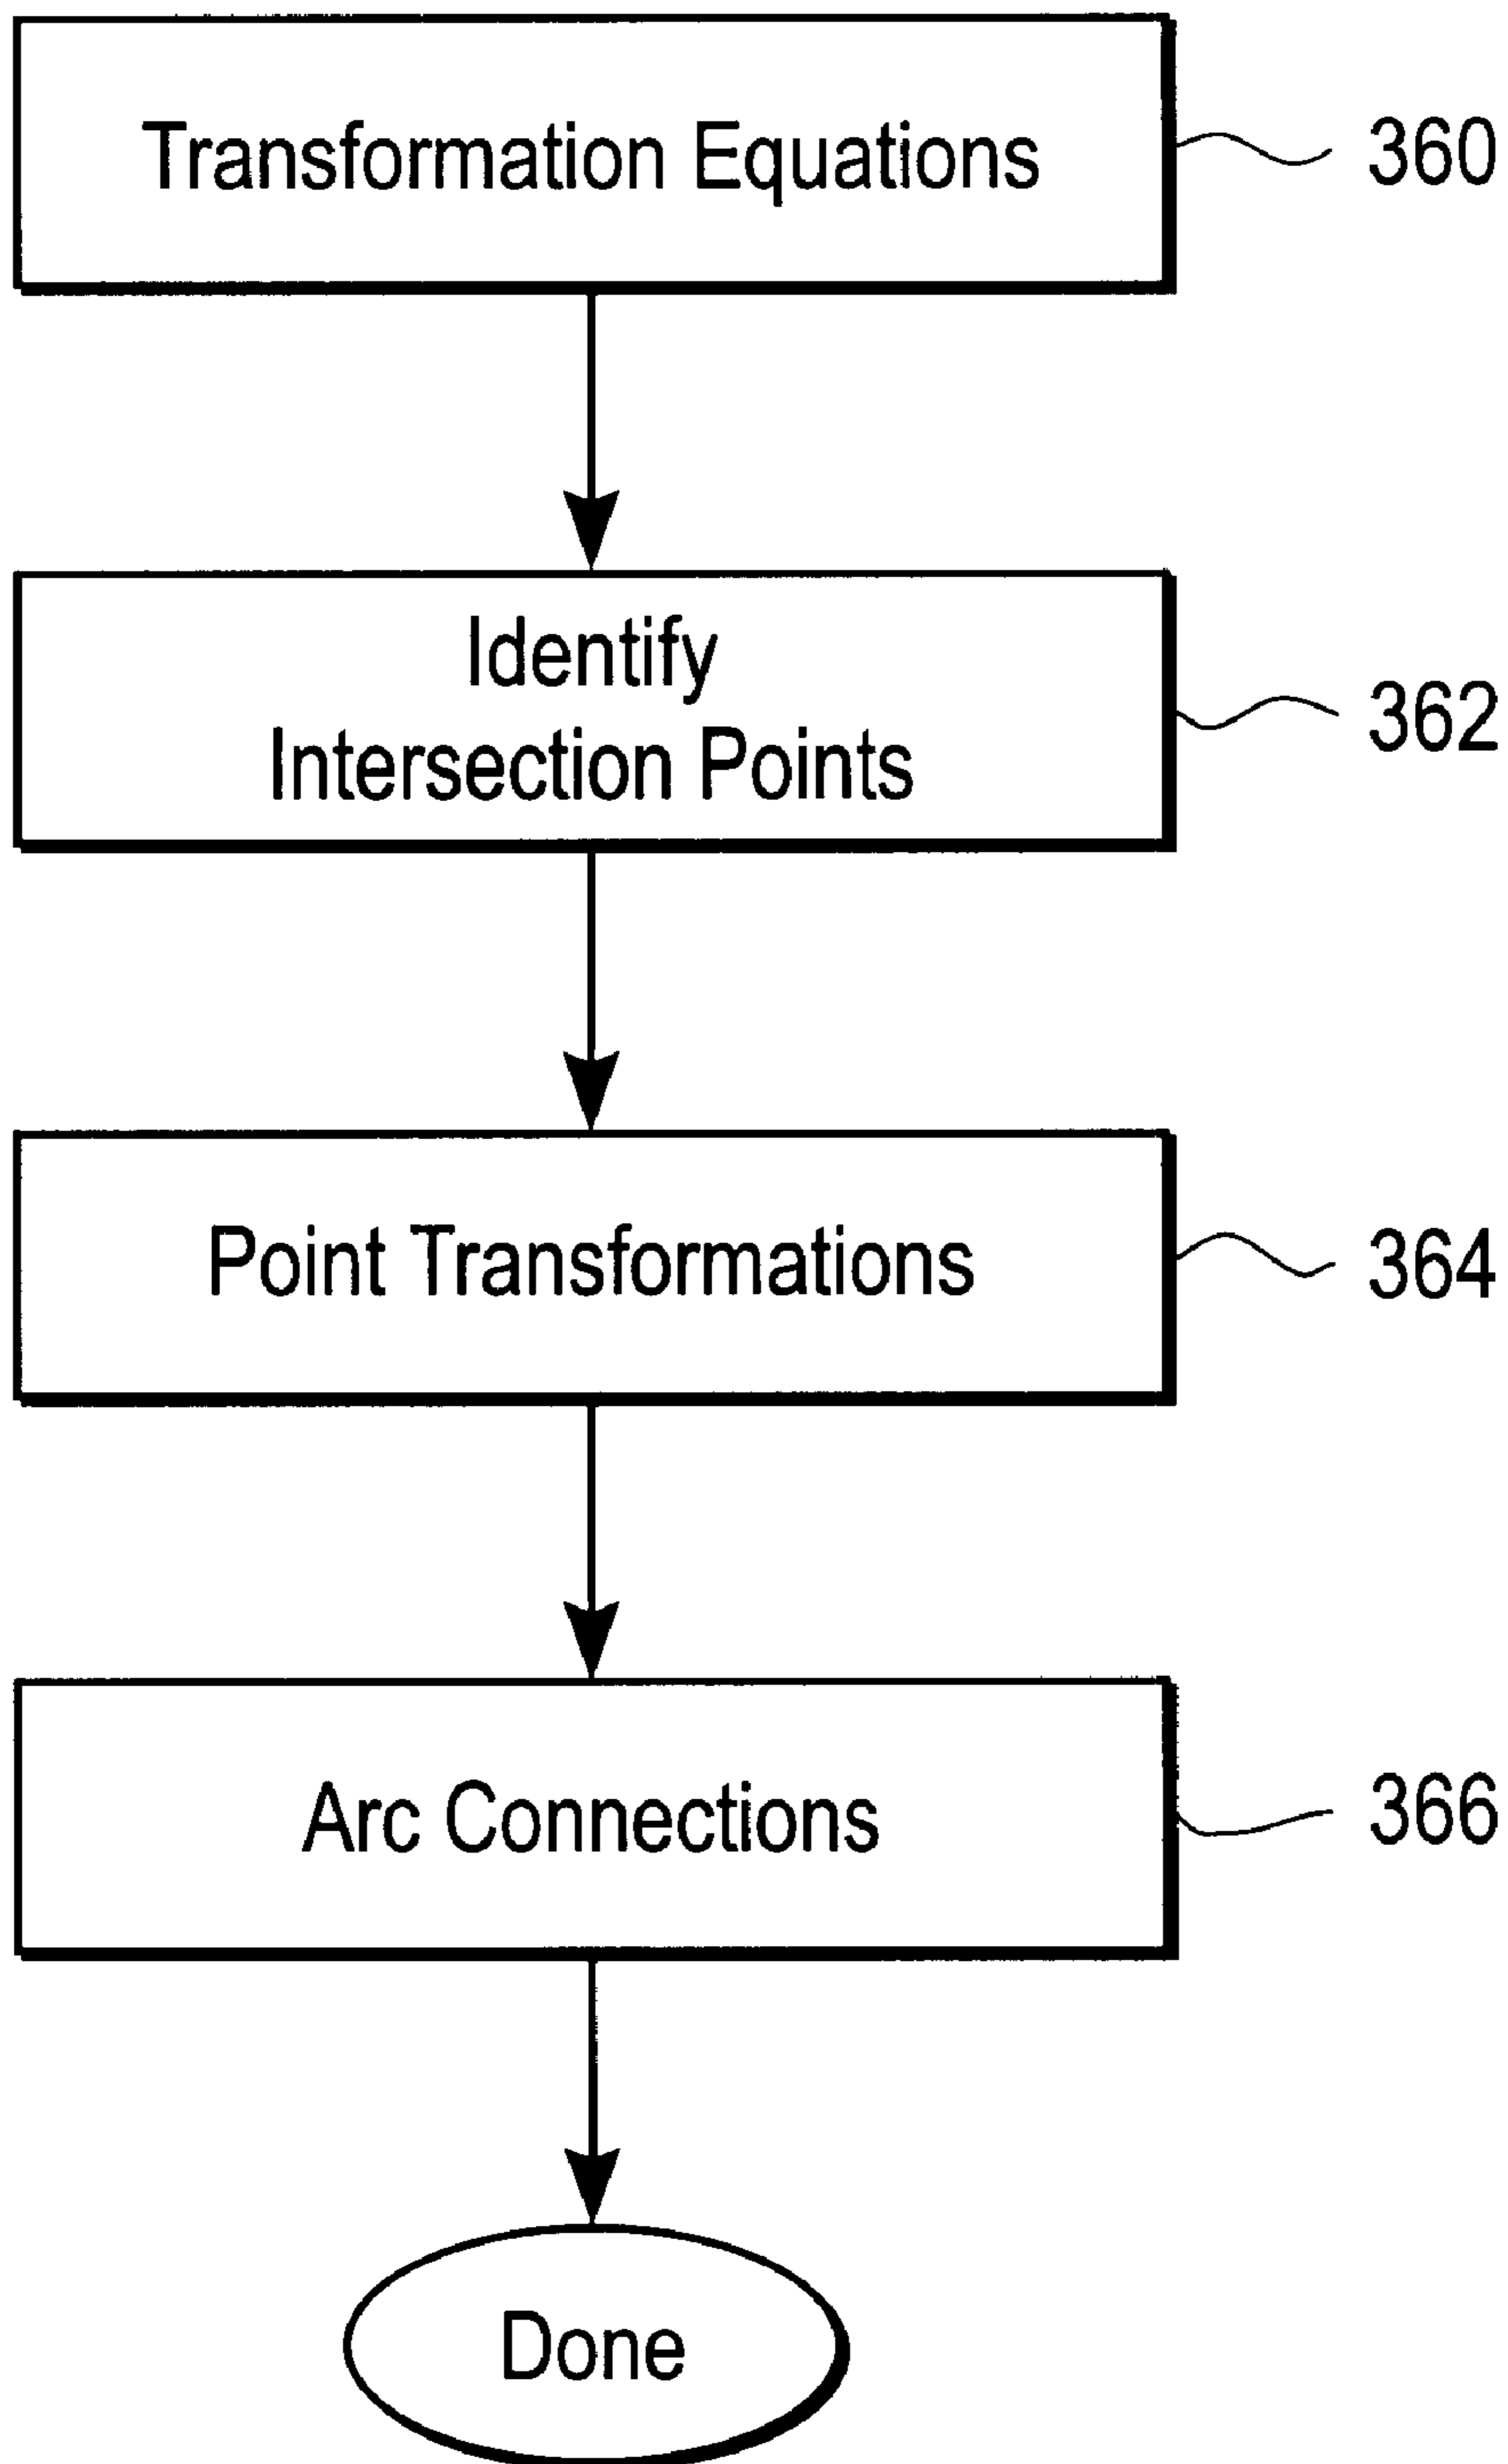 Transformation Equations
360
Identify
Intersection Points
362
Point Transformations
364
Arc Connections
366
Done